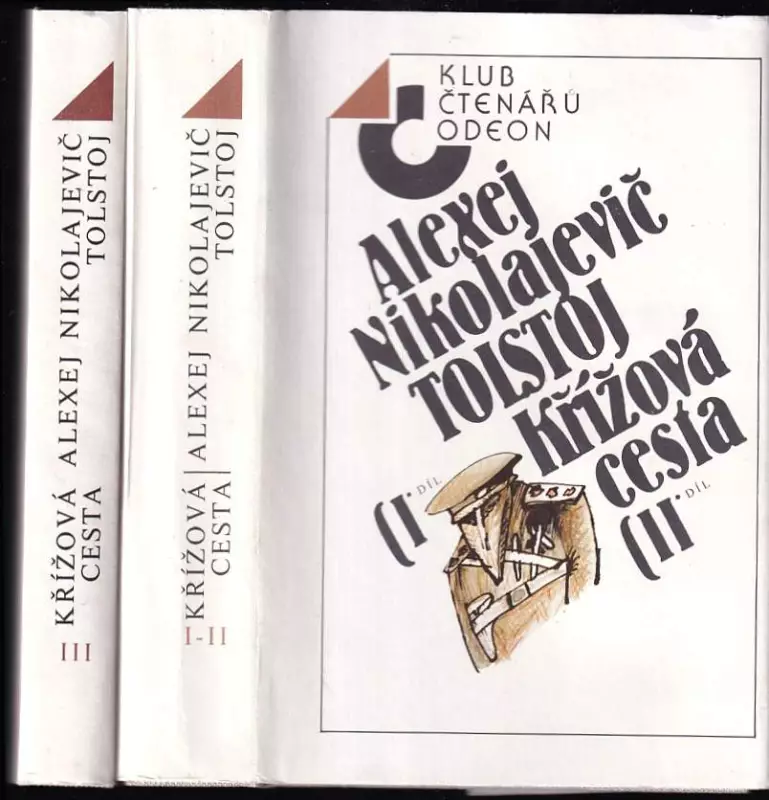 KŘÍŽOVÁ
CESTA
ALEXEJ NIKOLAJEVIČ
TOLSTOJ
III
KŘÍŽOVÁ
CESTA
ALEXEJ NIKOLAJEVIČ
TOLSTOJ
I-II
KLUB
ČTENÁŘŮ
ODEON
Alexej
Nikolajevič
TOLSTOJ
Křížová
cesta
(I. DÍL
(II. DÍL